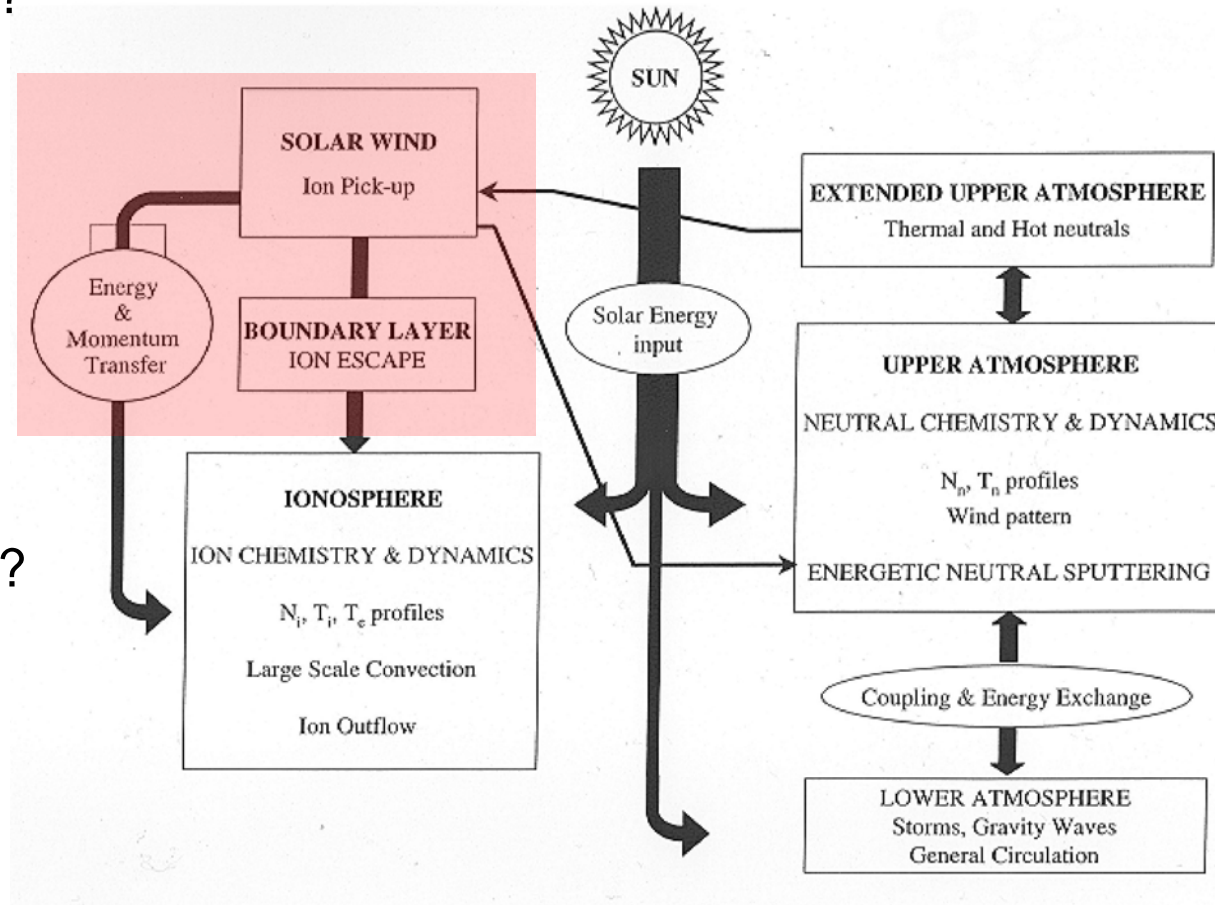 !
SUN
SOLAR WIND
Ion Pick-up
EXTENDED UPPER ATMOSPHERE
Thermal and Hot neutrals
Energy
&
Momentum
Transfer
BOUNDARY LAYER
ION ESCAPE
Solar Energy
input
UPPER ATMOSPHERE
NEUTRAL CHEMISTRY & DYNAMICS
Nn, Tn profiles
Wind pattern
ENERGETIC NEUTRAL SPUTTERING
IONOSPHERE
ION CHEMISTRY & DYNAMICS
Ni, Ti, Te profiles
Large Scale Convection
Ion Outflow
?
Coupling & Energy Exchange
LOWER ATMOSPHERE
Storms, Gravity Waves
General Circulation